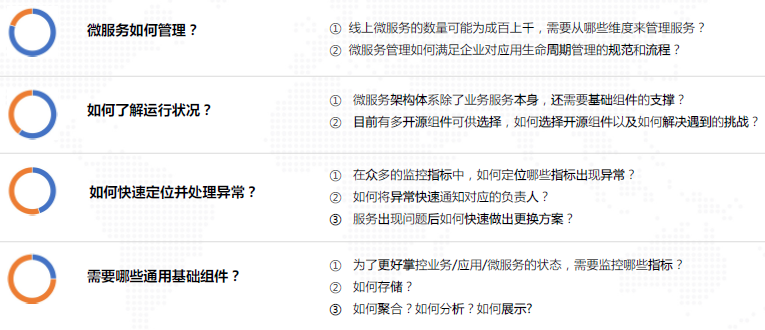 微服务如何管理？
① 线上微服务的数量可能为成百上千，需要从哪些维度来管理服务？
② 微服务管理如何满足企业对应用生命周期管理的规范和流程？
如何了解运行状况？
① 微服务架构体系除了业务服务本身，还需要基础组件的支撑？
② 目前有多开源组件可供选择，如何选择开源组件以及如何解决遇到的挑战？
如何快速定位并处理异常？
① 在众多的监控指标中，如何定位哪些指标出现异常？
② 如何将异常快速通知对应的负责人？
③ 服务出现问题后如何快速做出更换方案？
需要哪些通用基础组件？
① 为了更好掌控业务/应用/微服务的状态，需要监控哪些指标？
② 如何存储？
③ 如何聚合？如何分析？如何展示?